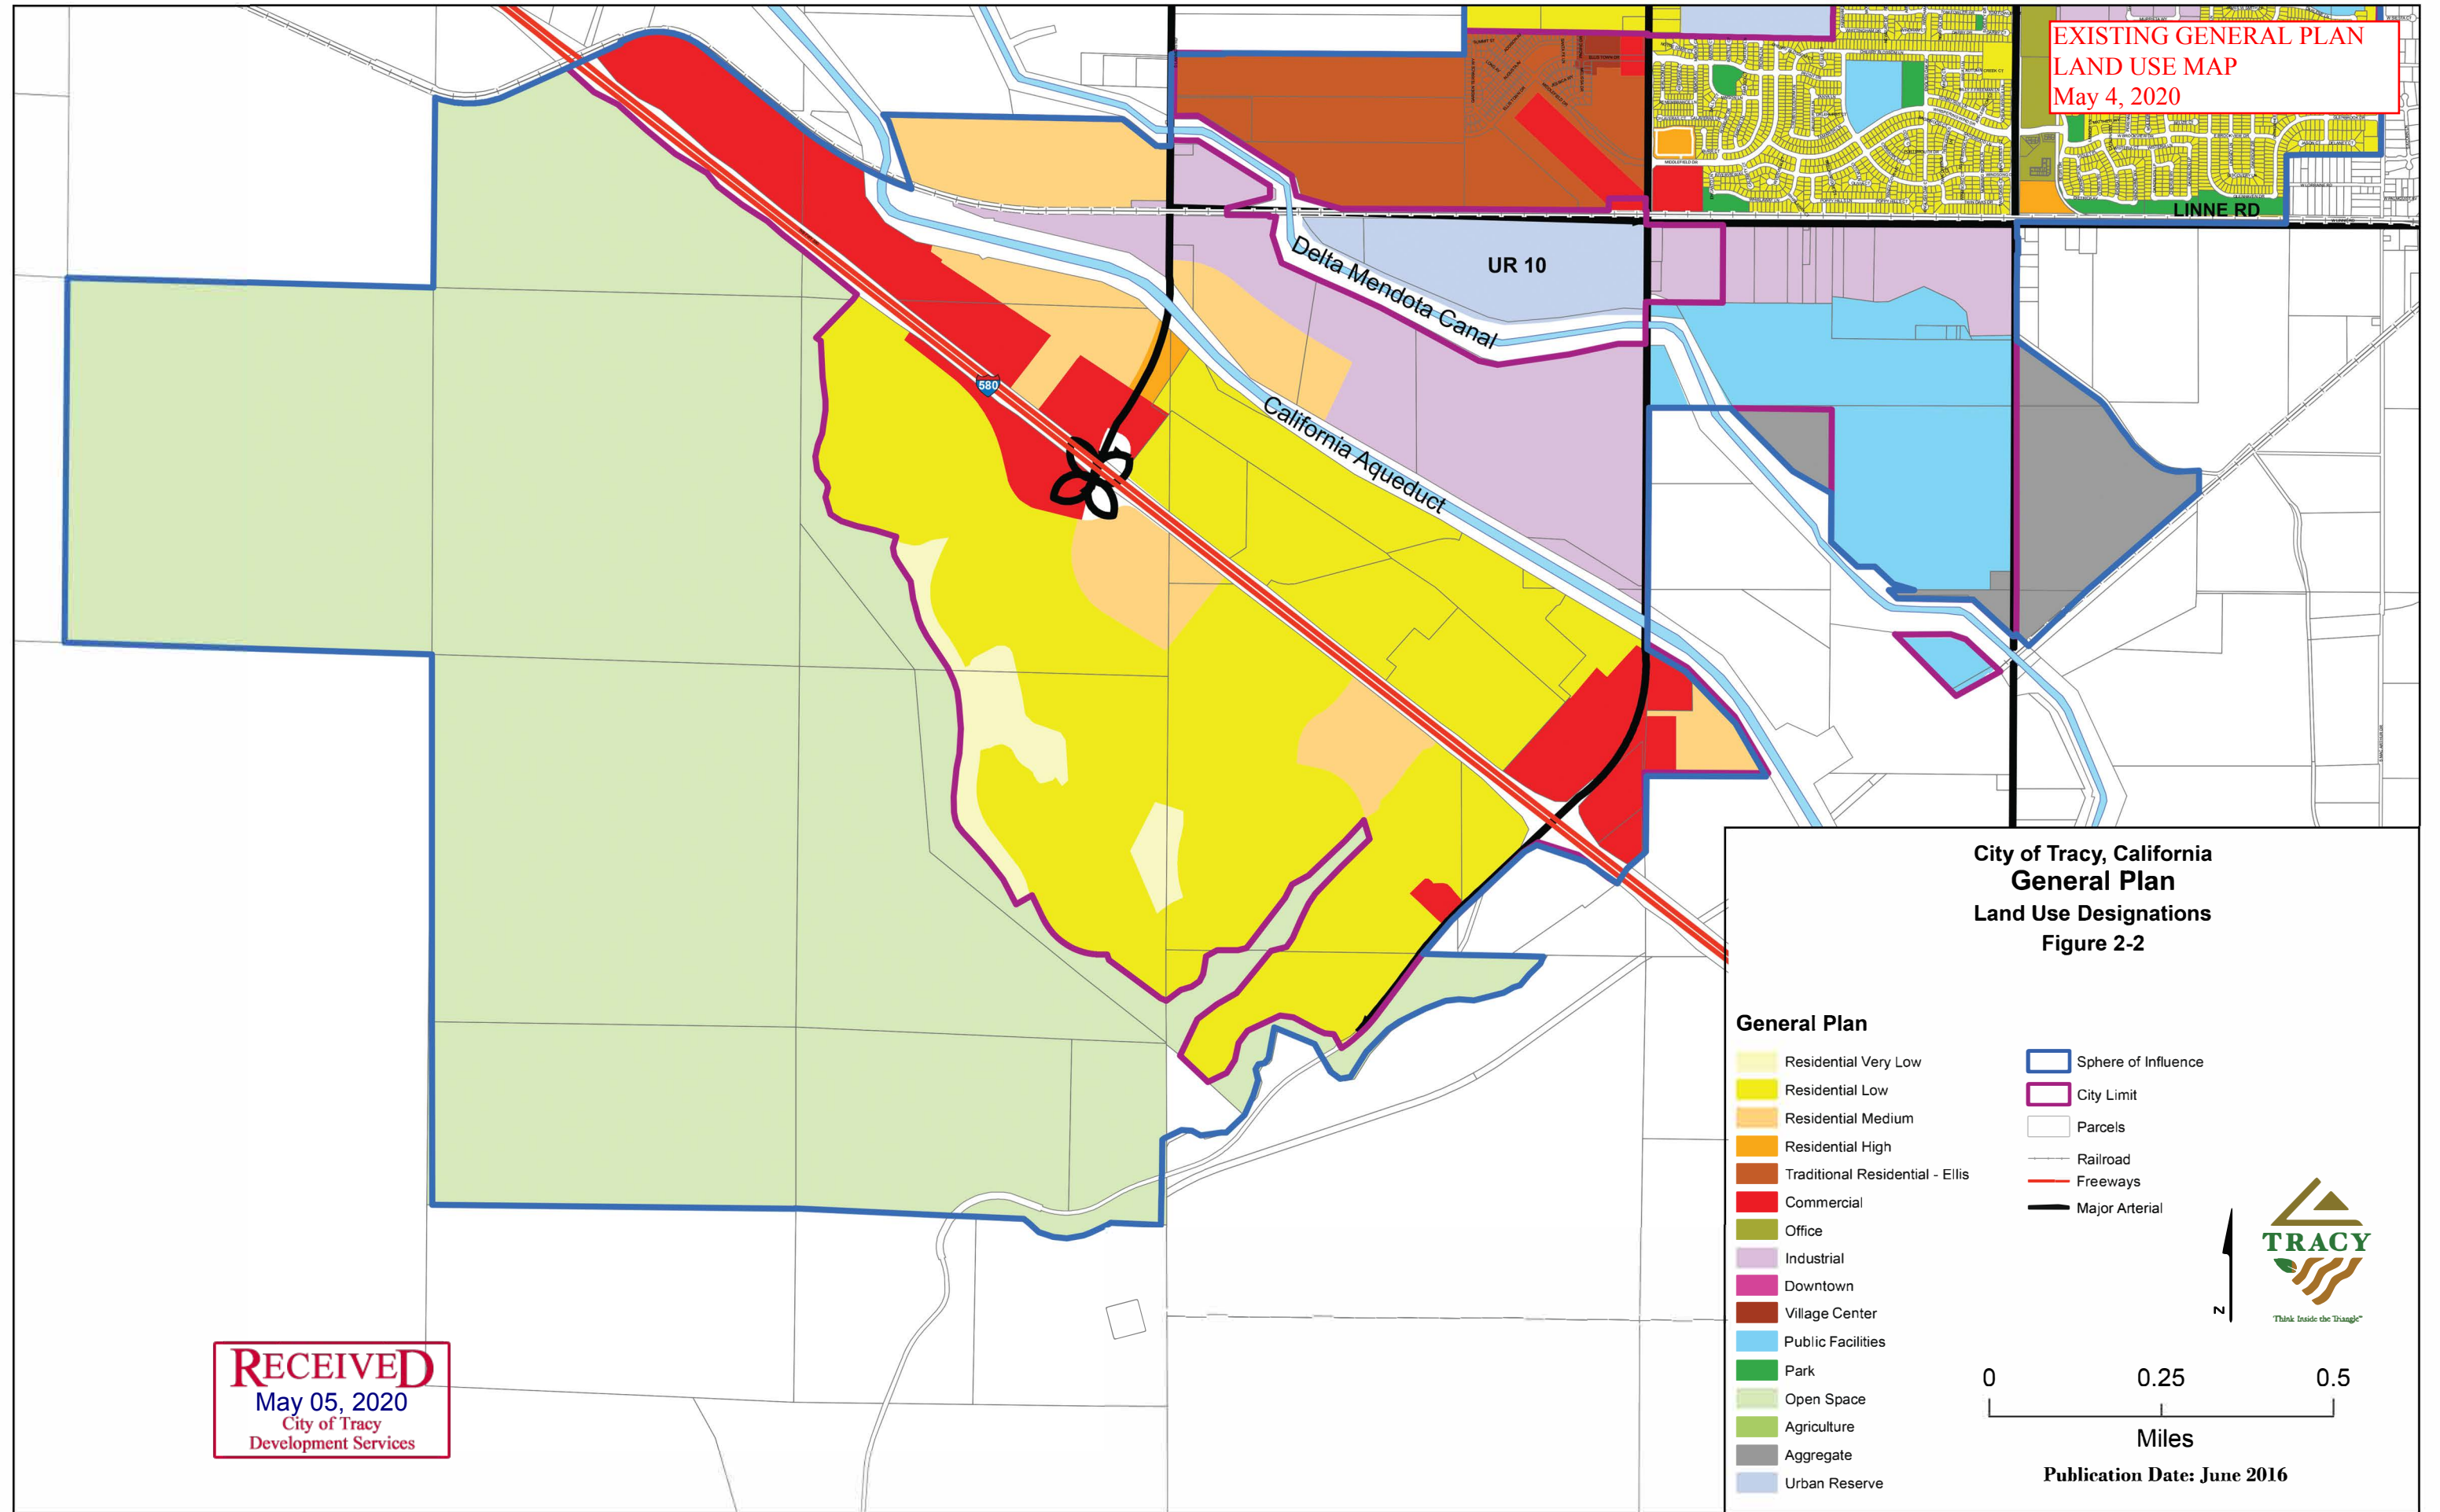 EXISTING GENERAL PLAN
LAND USE MAP
May 4, 2020
LINNE RD
Delta Mendota Canal
UR 10
580
California Aqueduct
City of Tracy, California
General Plan
Land Use Designations
Figure 2-2
General Plan
Residential Very Low
Residential Low
Residential Medium
Residential High
Traditional Residential - Ellis
Commercial
Office
Industrial
Downtown
Village Center
Public Facilities
Park
Open Space
Agriculture
Aggregate
Urban Reserve
Sphere of Influence
City Limit
Parcels
Railroad
Freeways
Major Arterial
N
TRACY
"Think Inside the Triangle"
0 0.25 0.5
Miles
Publication Date: June 2016
RECEIVED
May 05, 2020
City of Tracy
Development Services